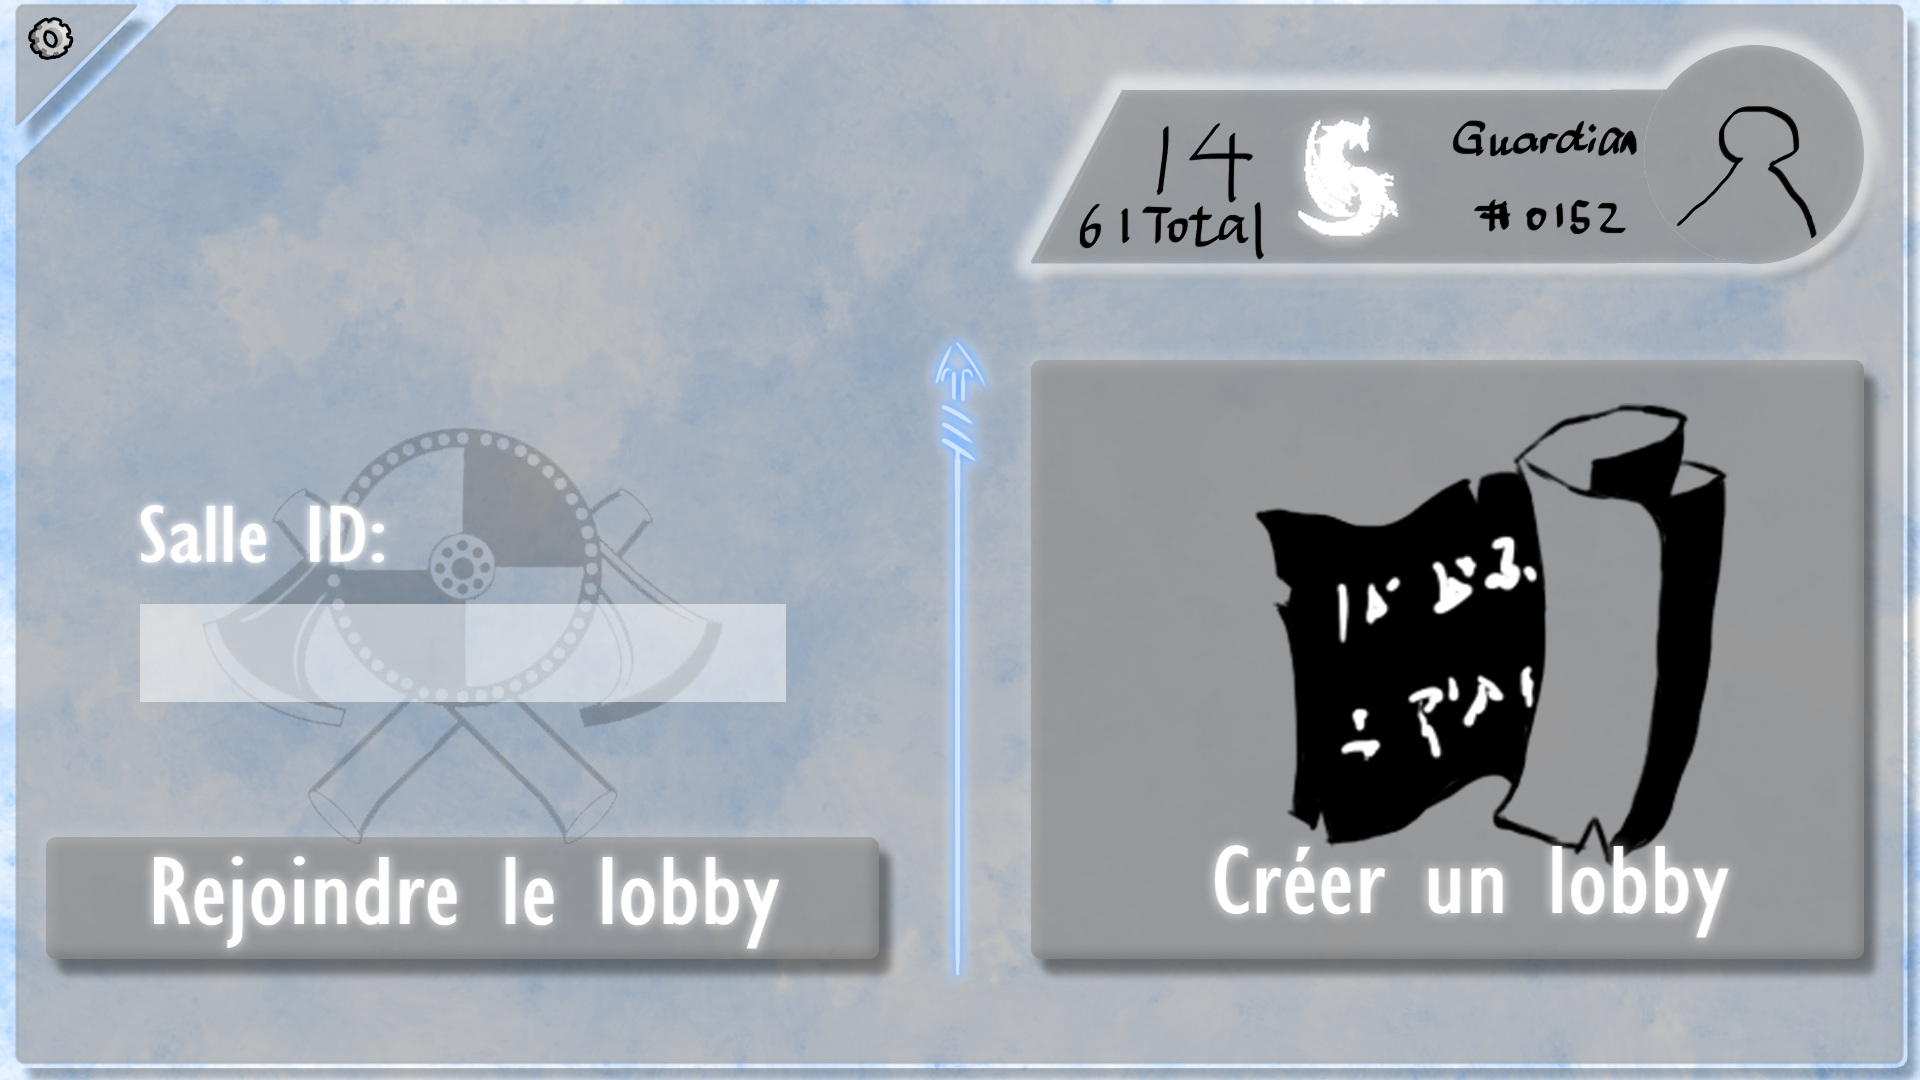 14
61 Total
Guardian
#0152
Salle ID:
Rejoindre le lobby
Créer un lobby